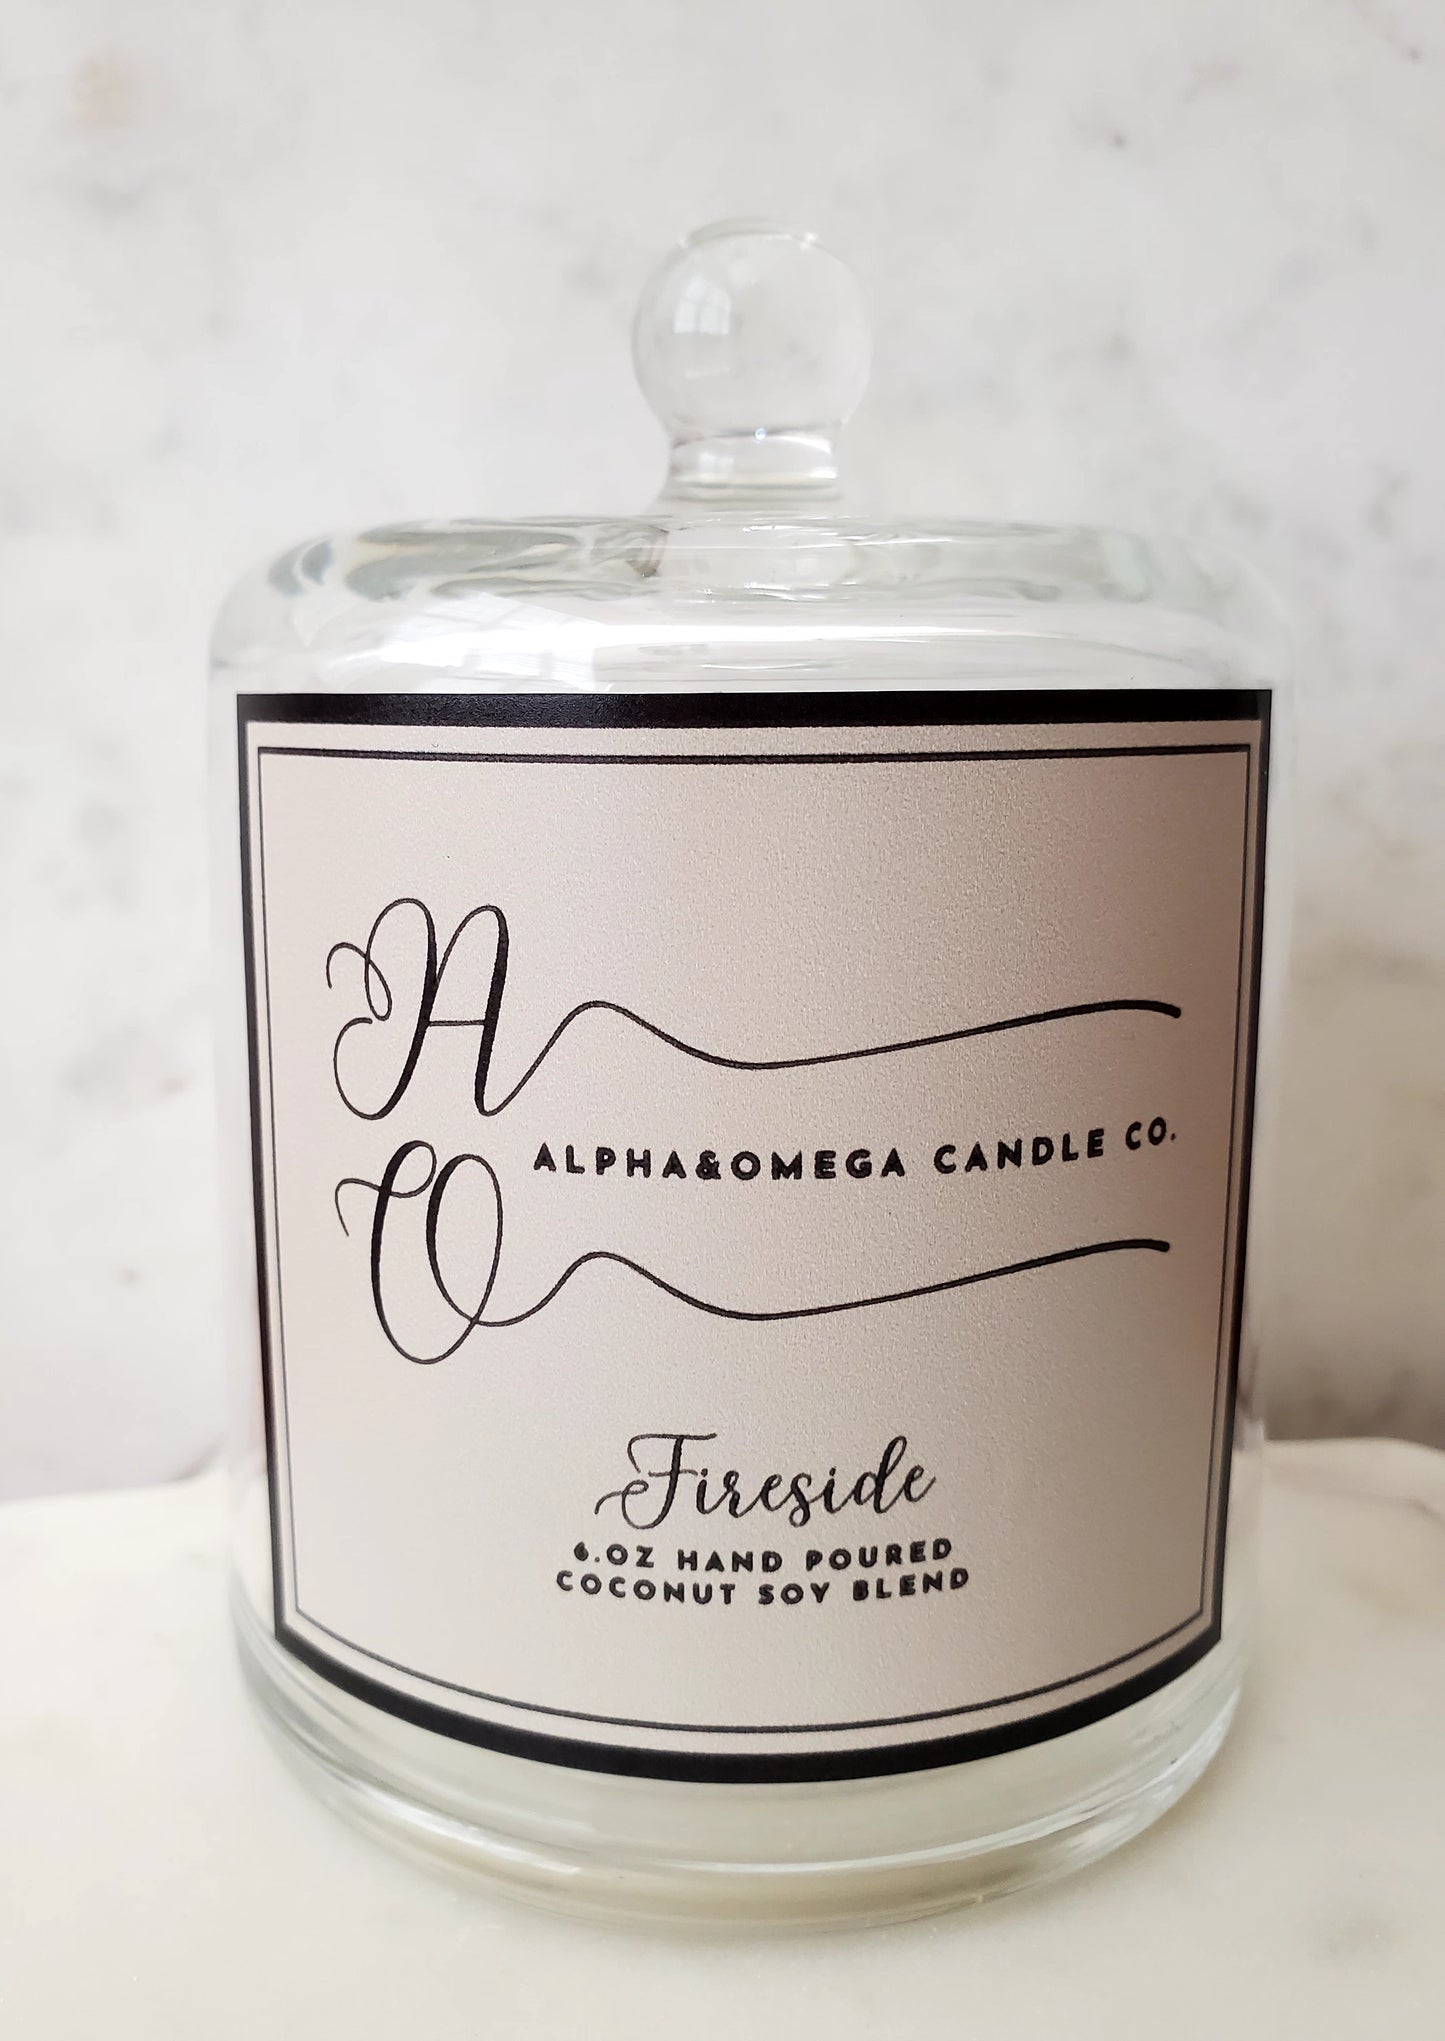 A
ALPHA&OMEGA CANDLE CO.
O
Fireside
6.OZ HAND POURED
COCONUT SOY BLEND